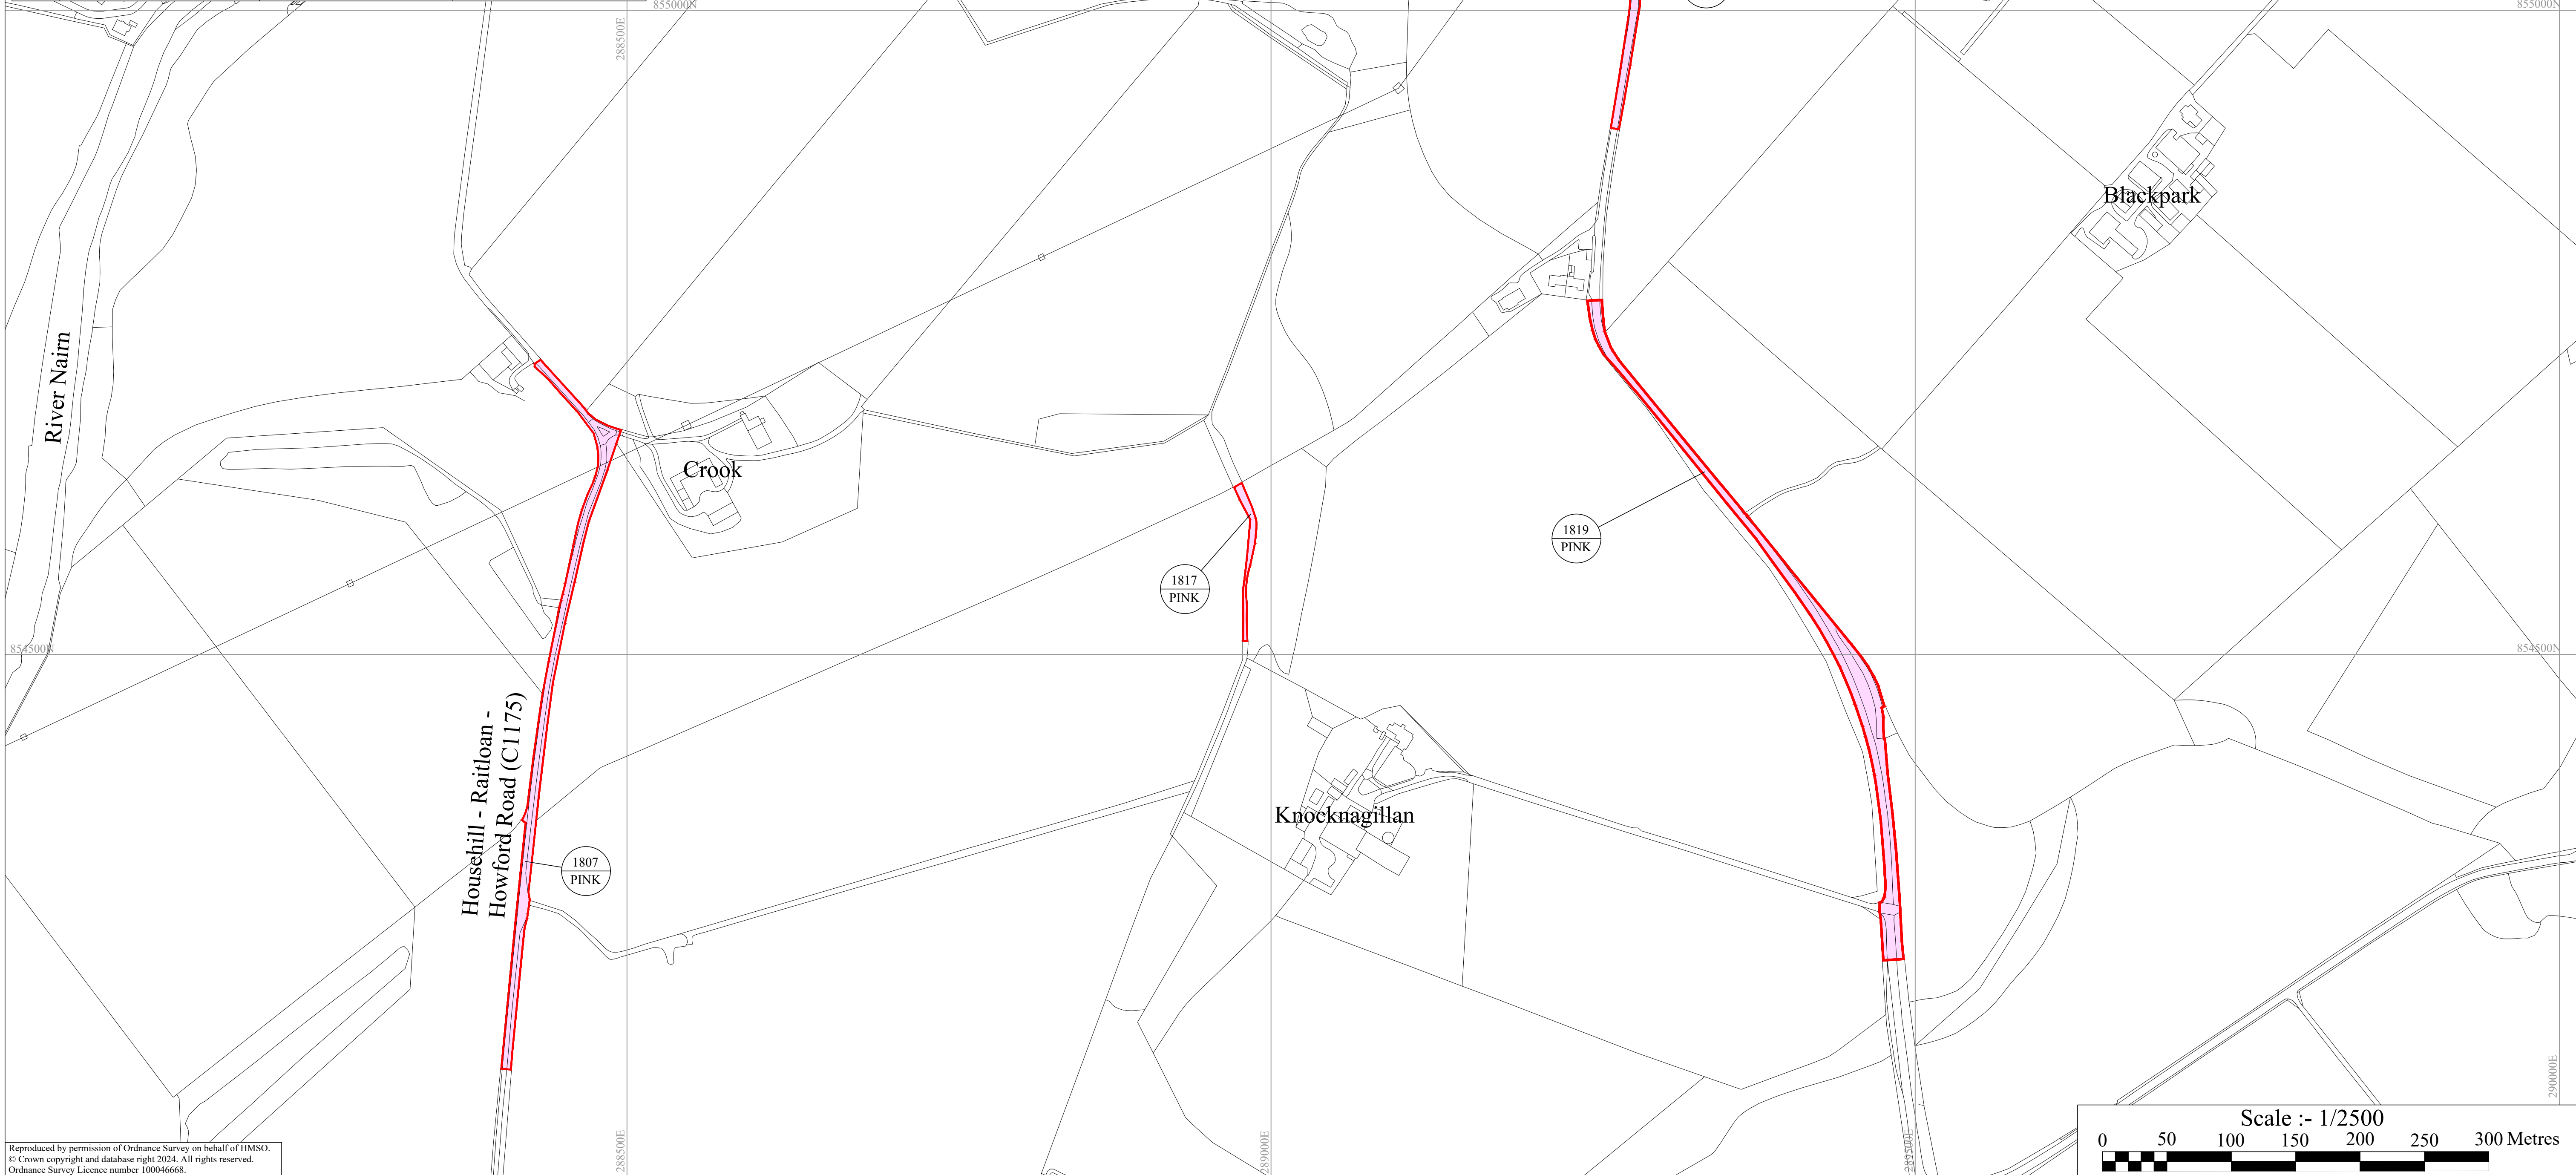 855000N
855000N
288500E
Blackpark
River Nairn
Crook
1819
PINK
1817
PINK
854500N
854500N
Househill - Raitloan -
Howford Road (C1175)
Knocknagillan
1807
PINK
290000E
288500E
289000E
289500E
Scale :- 1/2500
0 50 100 150 200 250 300 Metres
Reproduced by permission of Ordnance Survey on behalf of HMSO.
© Crown copyright and database right 2024. All rights reserved.
Ordnance Survey Licence number 100046668.